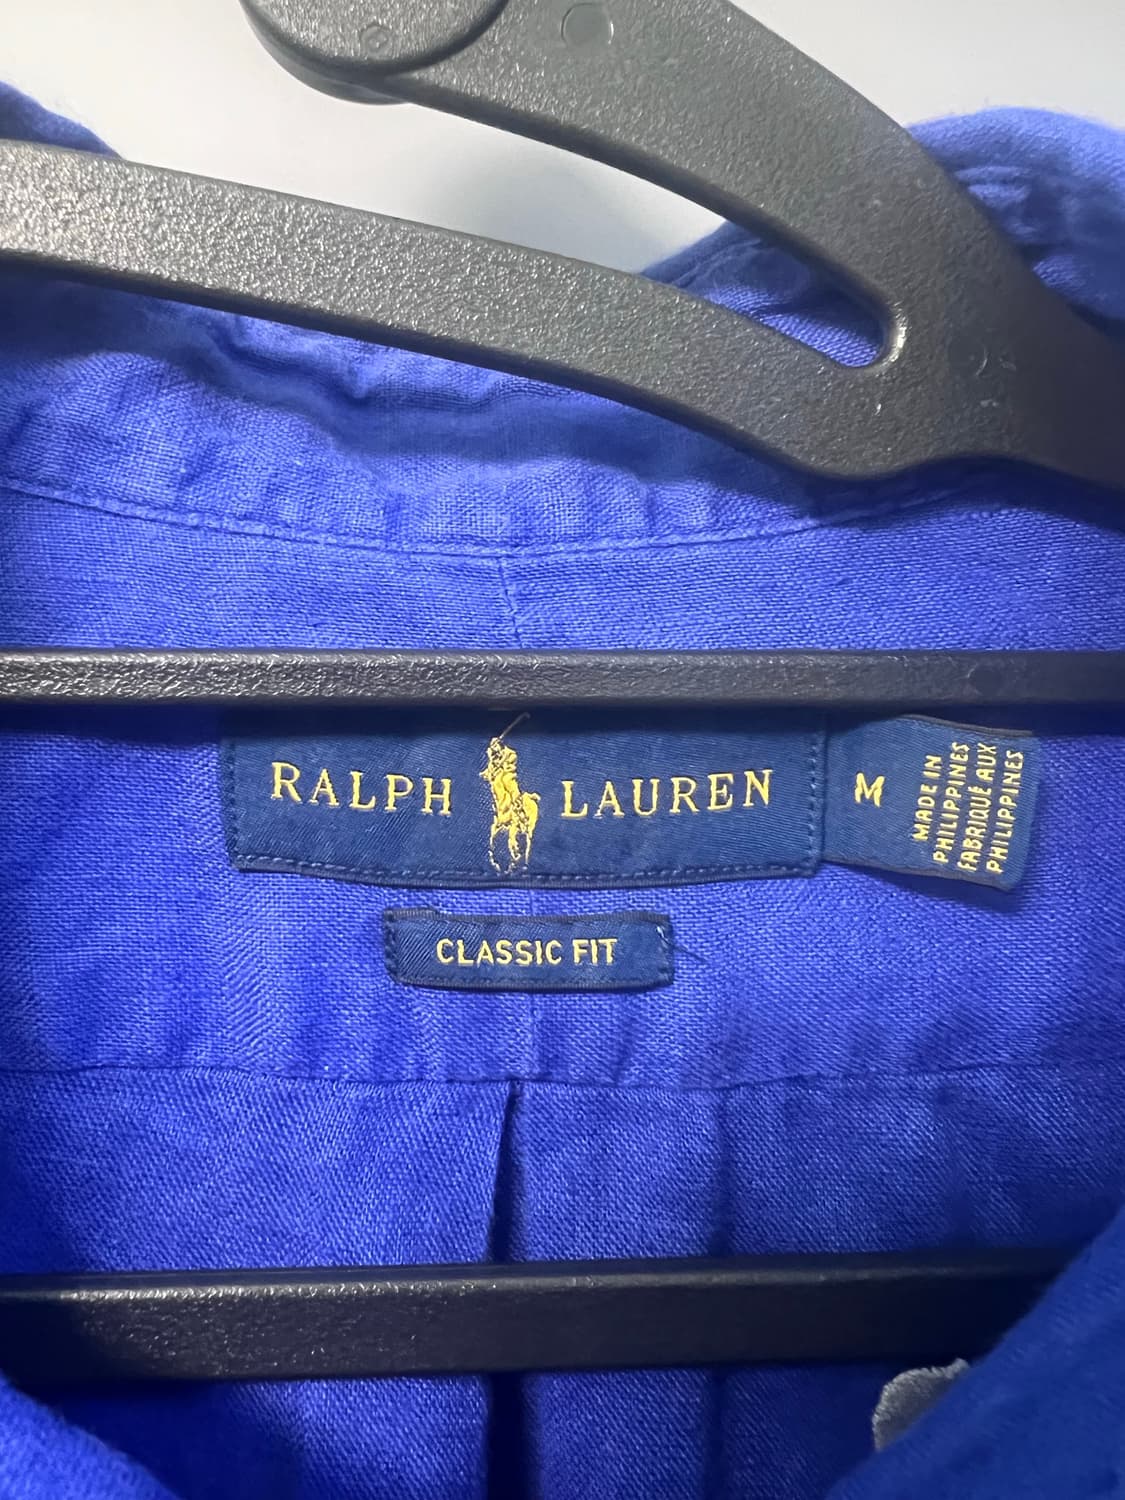 RALPH LAUREN
M
MADE IN
PHILIPPINES
FABRIQUÉ AUX
PHILIPPINES
CLASSIC FIT